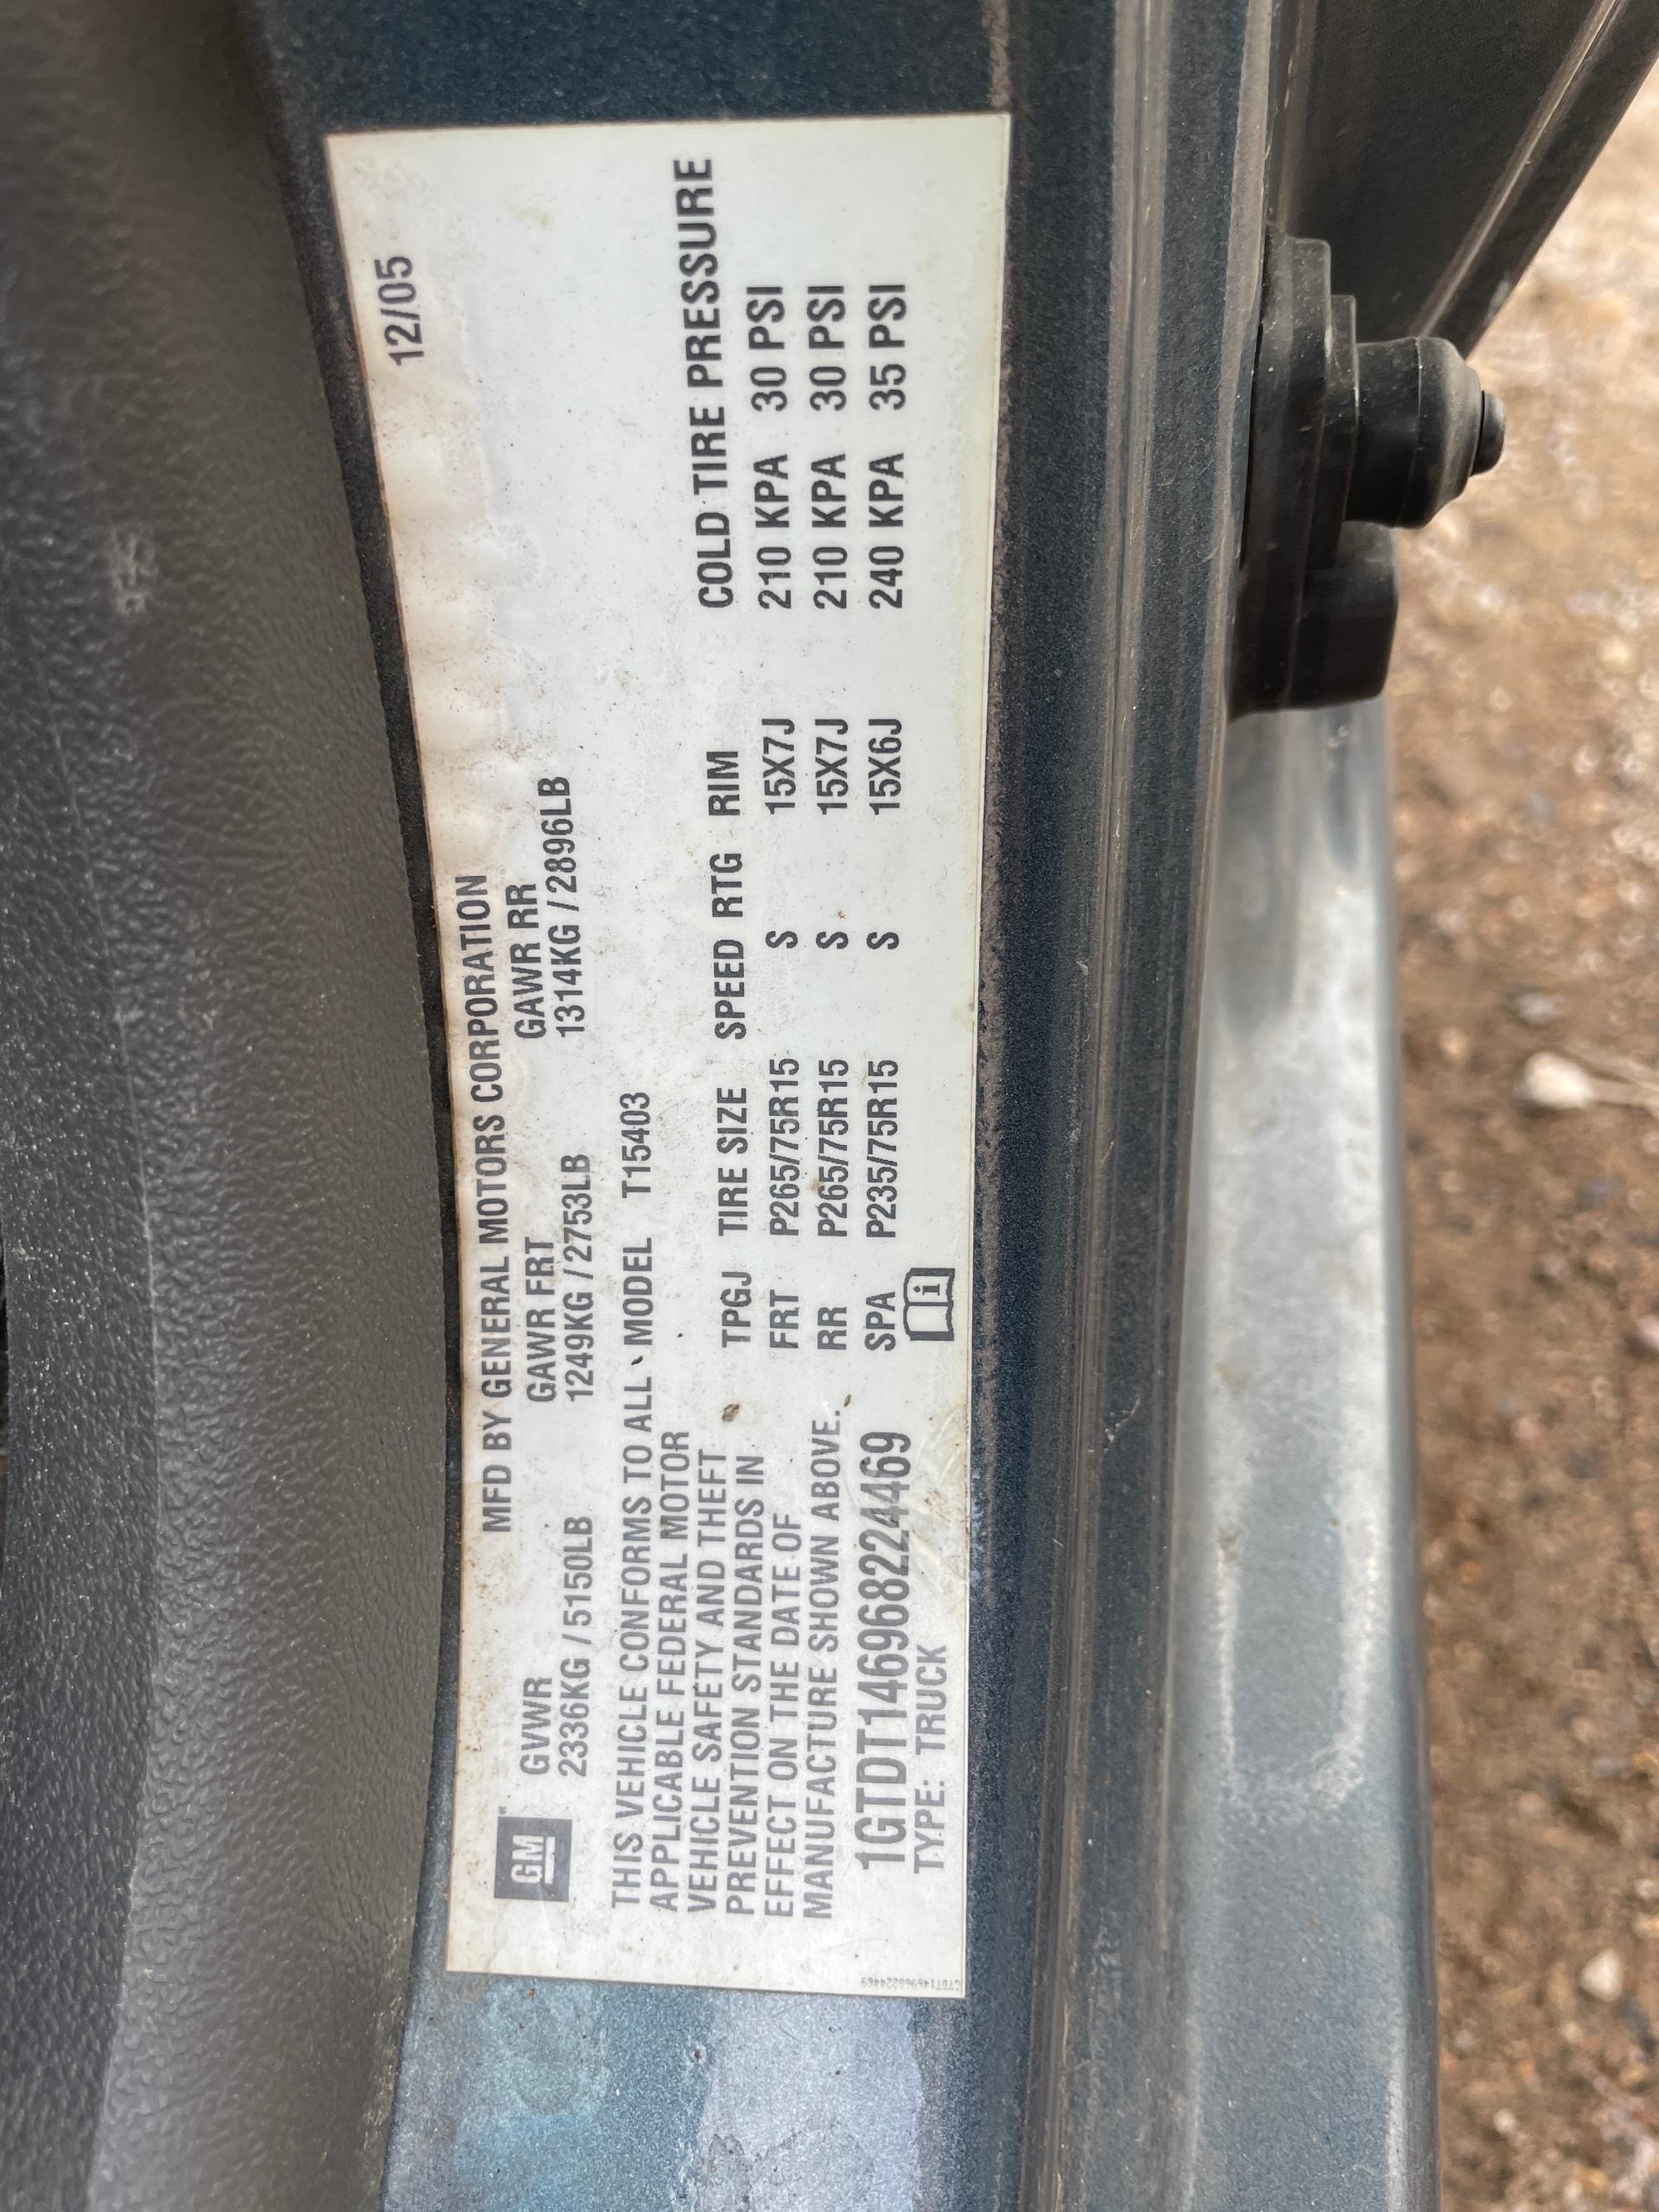 12/05
MFD BY GENERAL MOTORS CORPORATION
GM
GVWR GAWR FRT GAWR RR
2336KG / 5150LB 1249KG / 2753LB 1314KG / 2896LB
THIS VEHICLE CONFORMS TO ALL MODEL T15403
APPLICABLE FEDERAL MOTOR
VEHICLE SAFETY AND THEFT
PREVENTION STANDARDS IN
EFFECT ON THE DATE OF
MANUFACTURE SHOWN ABOVE.
TPGJ TIRE SIZE SPEED RTG RIM COLD TIRE PRESSURE
FRT P265/75R15 S 15X7J 210 KPA 30 PSI
RR P265/75R15 S 15X7J 210 KPA 30 PSI
SPA P235/75R15 S 15X6J 240 KPA 35 PSI
1GTDT146968224469
TYPE: TRUCK
i